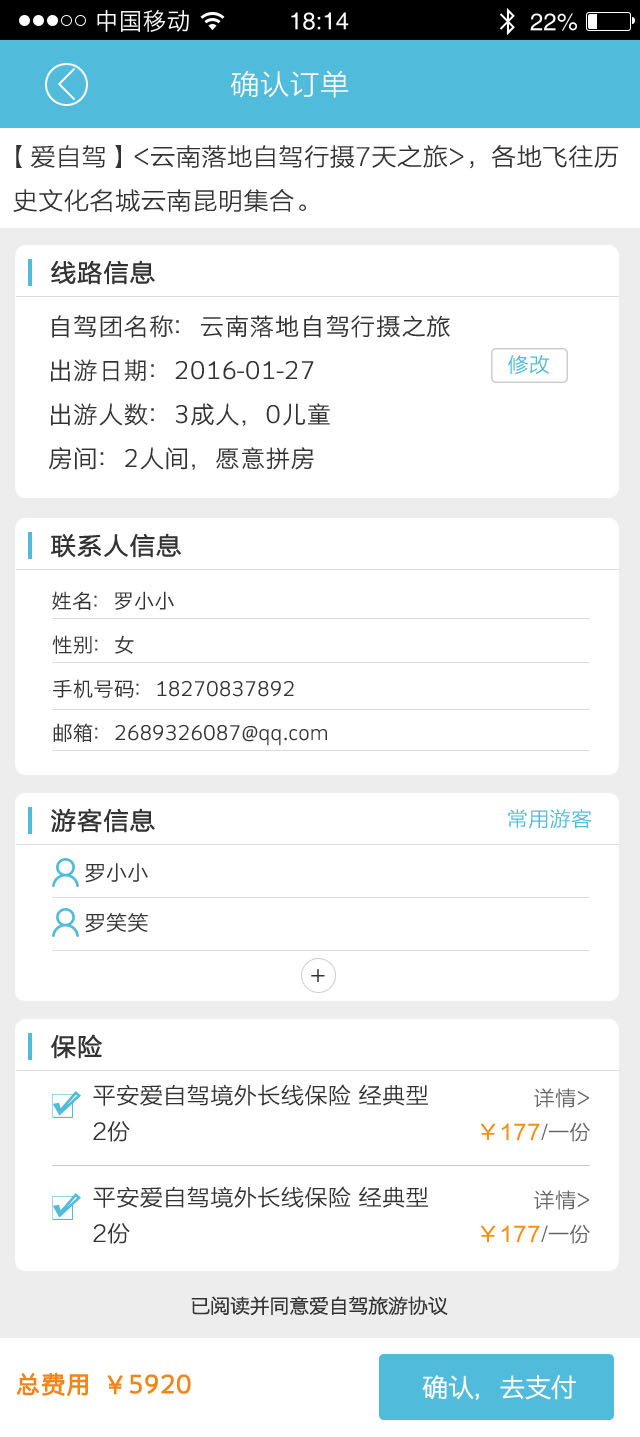 中国移动 18:14 22%
确认订单
【爱自驾】<云南落地自驾行摄7天之旅>，各地飞往历
史文化名城云南昆明集合。
线路信息
自驾团名称：云南落地自驾行摄之旅
出游日期：2016-01-27 修改
出游人数：3成人，0儿童
房间：2人间，愿意拼房
联系人信息
姓名：罗小小
性别：女
手机号码：18270837892
邮箱：2689326087@qq.com
游客信息 常用游客
罗小小
罗笑笑
+
保险
平安爱自驾境外长线保险 经典型 详情>
2份 ￥177/一份
平安爱自驾境外长线保险 经典型 详情>
2份 ￥177/一份
已阅读并同意爱自驾旅游协议
总费用 ￥5920 确认，去支付